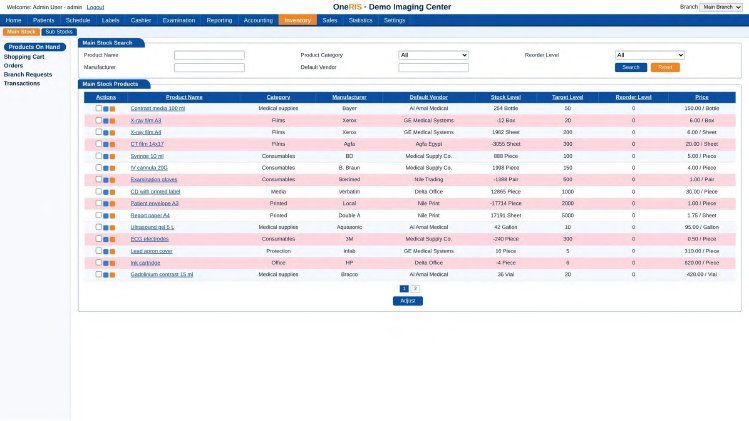 Welcome: Admin User - admin Logout
OneRIS - Demo Imaging Center
Branch Main Branch
Home Patients Schedule Labels Cashier Examination Reporting Accounting Inventory Sales Statistics Settings
Main Stock Sub Stocks
Products On Hand
Shopping Cart
Orders
Branch Requests
Transactions
Main Stock Search
Product Name Product Category All Reorder Level All
Manufacturer Default Vendor Search Reset
Main Stock Products
Actions Product Name Category Manufacturer Default Vendor Stock Level Target Level Reorder Level Price
Contrast media 100 ml Medical supplies Bayer Al Amal Medical 254 Bottle 50 0 150.00 / Bottle
X-ray film A3 Films Xerox GE Medical Systems -12 Box 20 0 6.00 / Box
X-ray film A4 Films Xerox GE Medical Systems 1982 Sheet 200 0 6.00 / Sheet
CT film 14x17 Films Agfa Agfa Egypt -3055 Sheet 300 0 20.00 / Sheet
Syringe 10 ml Consumables BD Medical Supply Co. 888 Piece 100 0 5.00 / Piece
IV cannula 20G Consumables B. Braun Medical Supply Co. 1998 Piece 150 0 4.00 / Piece
Examination gloves Consumables Sterimed Nile Trading -1388 Pair 500 0 1.00 / Pair
CD with printed label Media Verbatim Delta Office 12865 Piece 1000 0 30.00 / Piece
Patient envelope A3 Printed Local Nile Print -17714 Piece 2000 0 1.00 / Piece
Report paper A4 Printed Double A Nile Print 17191 Sheet 5000 0 1.75 / Sheet
Ultrasound gel 5 L Medical supplies Aquasonic Al Amal Medical 42 Gallon 10 0 95.00 / Gallon
ECG electrodes Consumables 3M Medical Supply Co. -240 Piece 300 0 0.50 / Piece
Lead apron cover Protection Infab GE Medical Systems 16 Piece 5 0 310.00 / Piece
Ink cartridge Office HP Delta Office -4 Piece 6 0 620.00 / Piece
Gadolinium contrast 15 ml Medical supplies Bracco Al Amal Medical 36 Vial 20 0 420.00 / Vial
1 2
Adjust